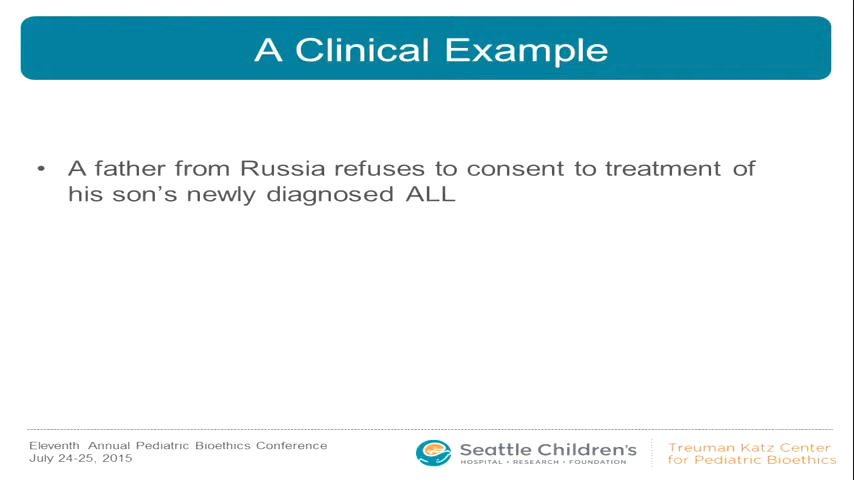 A Clinical Example
• A father from Russia refuses to consent to treatment of
his son's newly diagnosed ALL
Eleventh Annual Pediatric Bioethics Conference
July 24-25, 2015
Seattle Children's
HOSPITAL • RESEARCH • FOUNDATION
Treuman Katz Center
for Pediatric Bioethics